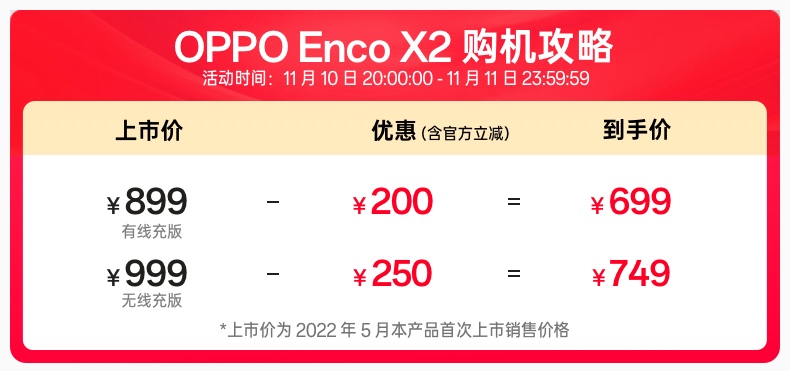 OPPO Enco X2 购机攻略
活动时间：11 月 10 日 20:00:00 - 11 月 11 日 23:59:59
上市价 优惠 (含官方立减) 到手价
¥899 - ¥200 = ¥699
有线充版
¥999 - ¥250 = ¥749
无线充版
*上市价为 2022 年 5 月本产品首次上市销售价格